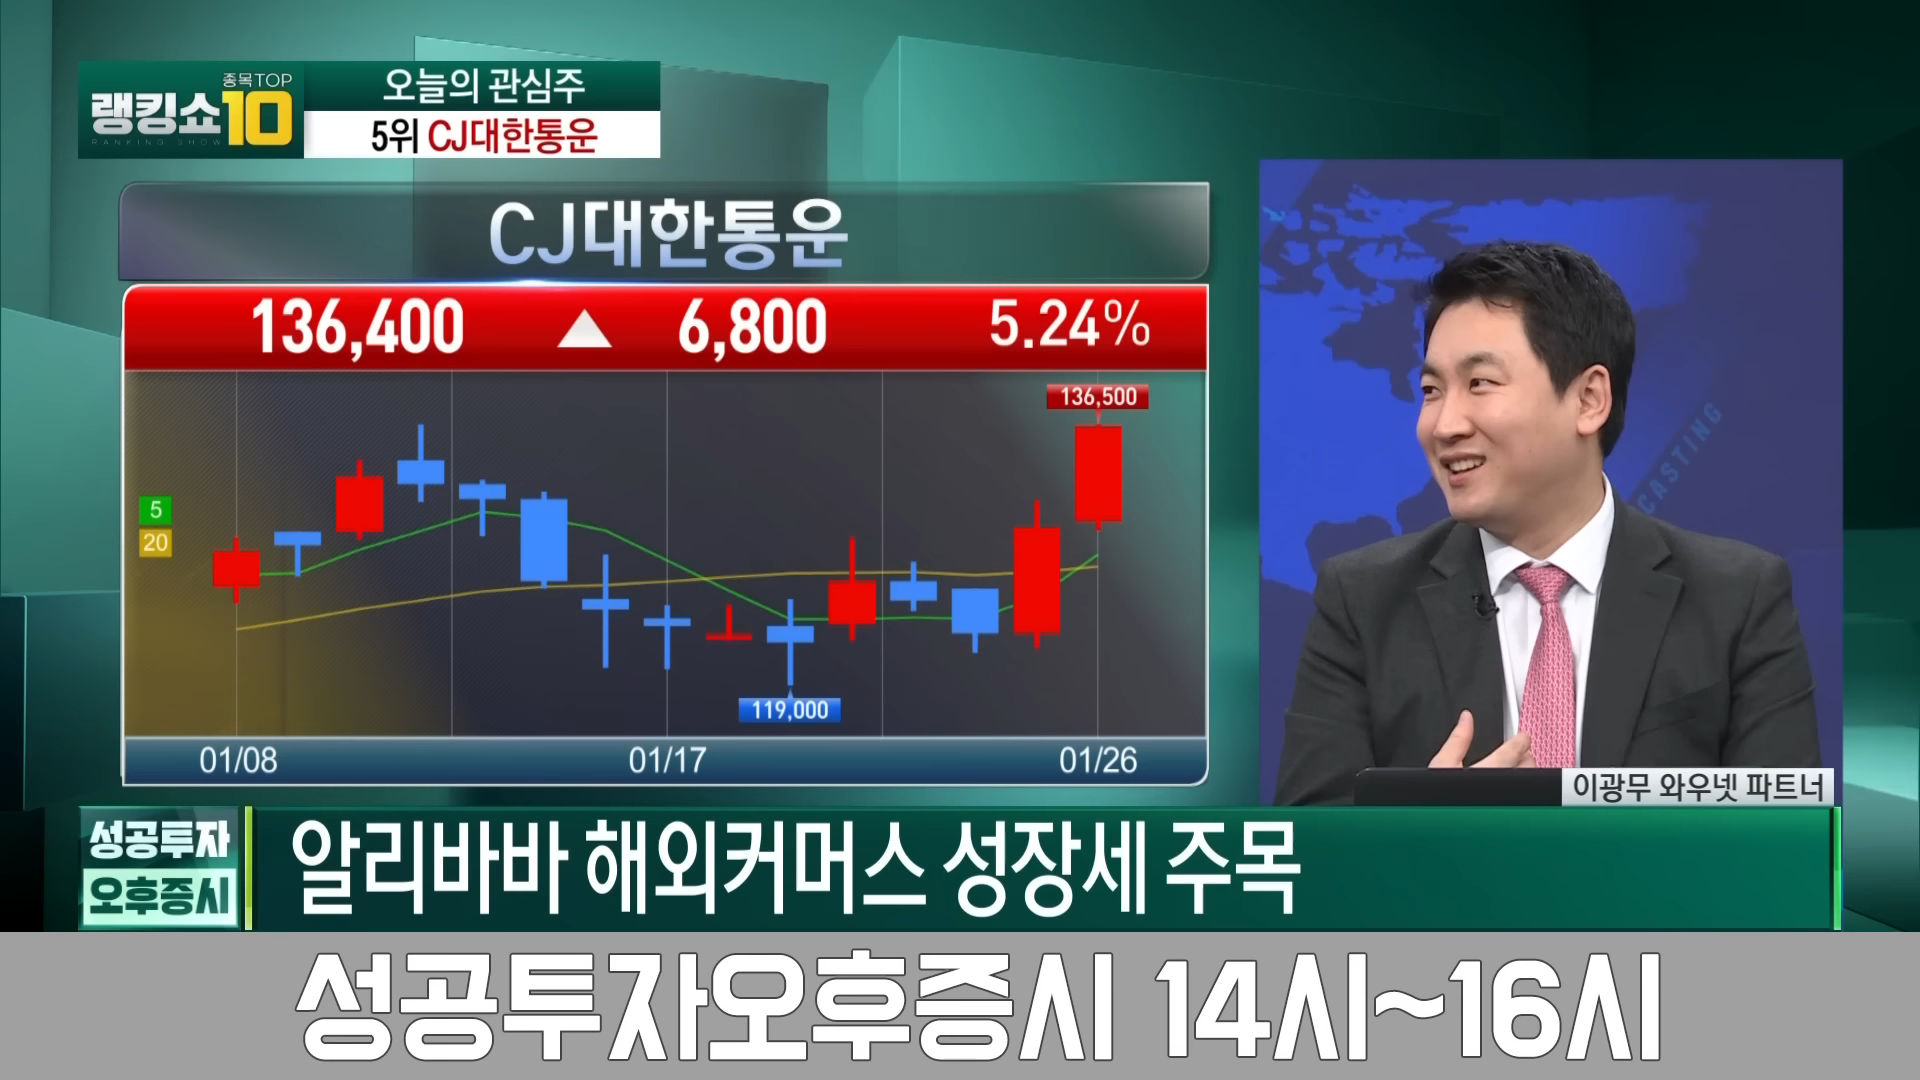 종목TOP
랭킹쇼10
RANKING SHOW
오늘의 관심주
5위 CJ대한통운
CJ대한통운
136,400 ▲ 6,800 5.24%
136,500
5
20
119,000
01/08 01/17 01/26
CASTING
이광무 와우넷 파트너
성공투자
오후증시
알리바바 해외커머스 성장세 주목
성공투자오후증시 14시~16시